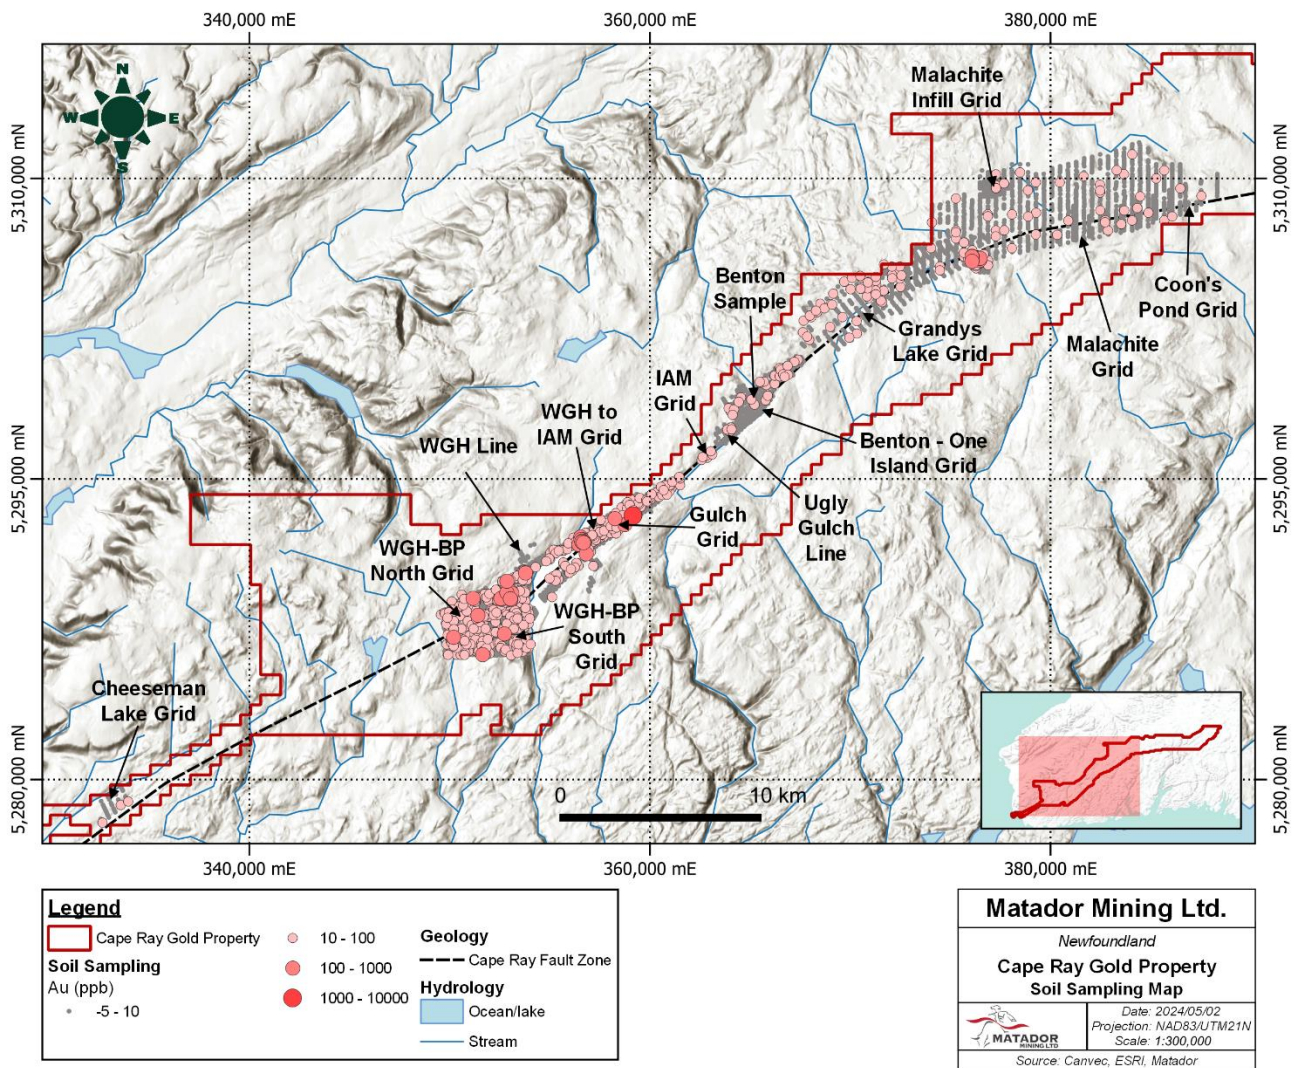 340,000 mE
360,000 mE
380,000 mE
N
W
E
S
Malachite
Infill Grid
5,310,000 mN
5,310,000 mN
Benton
Sample
Coon's
Pond Grid
Grandys
Lake Grid
Malachite
Grid
IAM
Grid
WGH to
IAM Grid
WGH Line
Benton - One
Island Grid
5,295,000 mN
5,295,000 mN
Ugly
Gulch
Line
Gulch
Grid
WGH-BP
North Grid
WGH-BP
South
Grid
Cheeseman
Lake Grid
5,280,000 mN
5,280,000 mN
0
10 km
340,000 mE
360,000 mE
380,000 mE
Legend
Cape Ray Gold Property
Soil Sampling
Au (ppb)
-5 - 10
10 - 100
100 - 1000
1000 - 10000
Geology
Cape Ray Fault Zone
Hydrology
Ocean/lake
Stream
Matador Mining Ltd.
Newfoundland
Cape Ray Gold Property
Soil Sampling Map
MATADOR
MINING LTD
Date: 2024/05/02
Projection: NAD83/UTM21N
Scale: 1:300,000
Source: Canvec, ESRI, Matador